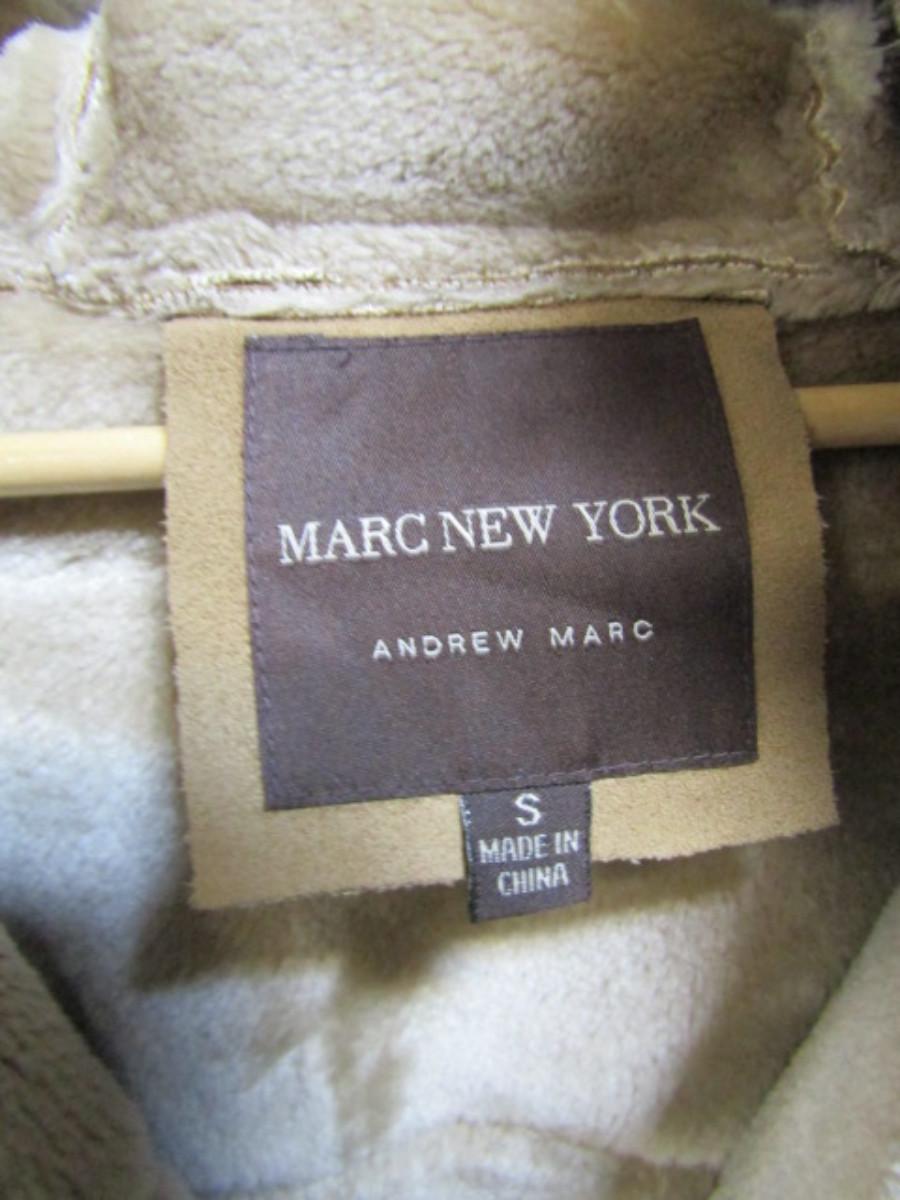 MARC NEW YORK
ANDREW MARC
S
MADE IN
CHINA